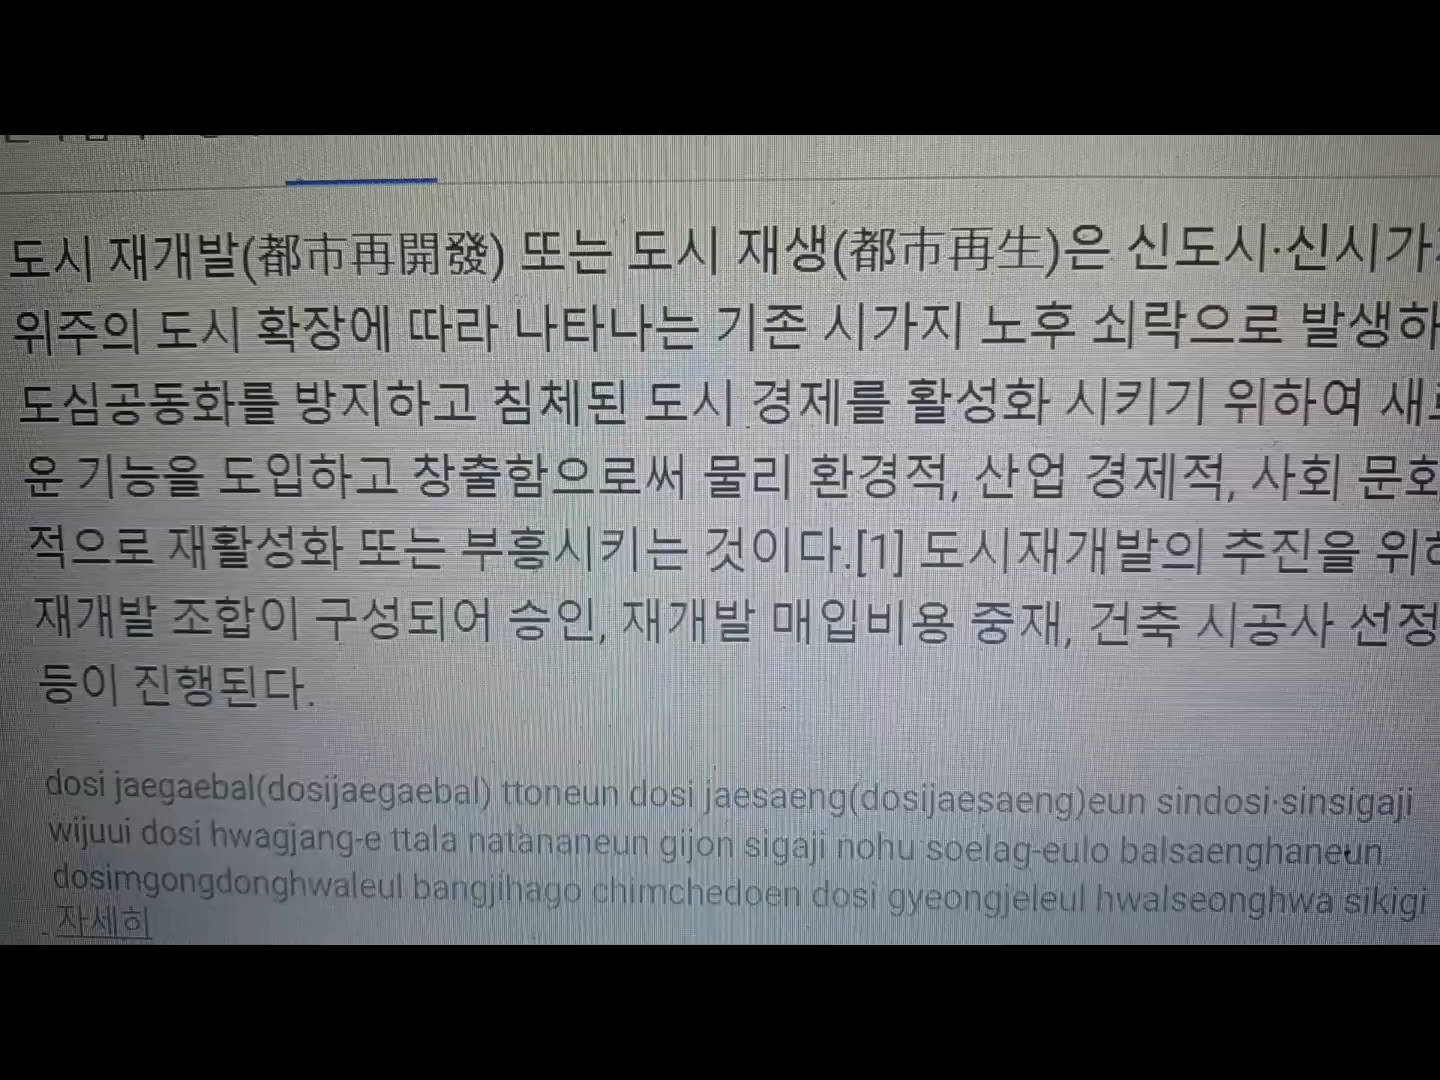 도시 재개발(都市再開發) 또는 도시 재생(都市再生)은 신도시·신시가
위주의 도시 확장에 따라 나타나는 기존 시가지 노후 쇠락으로 발생하
도심공동화를 방지하고 침체된 도시 경제를 활성화 시키기 위하여 새
운 기능을 도입하고 창출함으로써 물리 환경적, 산업 경제적, 사회 문화
적으로 재활성화 또는 부흥시키는 것이다.[1] 도시재개발의 추진을 위하
재개발 조합이 구성되어 승인, 재개발 매입비용 중재, 건축 시공사 선정
등이 진행된다.
dosi jaegaebal(dosijaegaebal) ttoneun dosi jaesaeng(dosijaesaeng)eun sindosi·sinsigaji
wijuui dosi hwagjang-e ttala natananeun gijon sigaji nohu soelag-eulo balsaenghaneun
dosimgongdonghwaleul bangjihago chimchedoen dosi gyeongjeleul hwalseonghwa sikigi
자세히